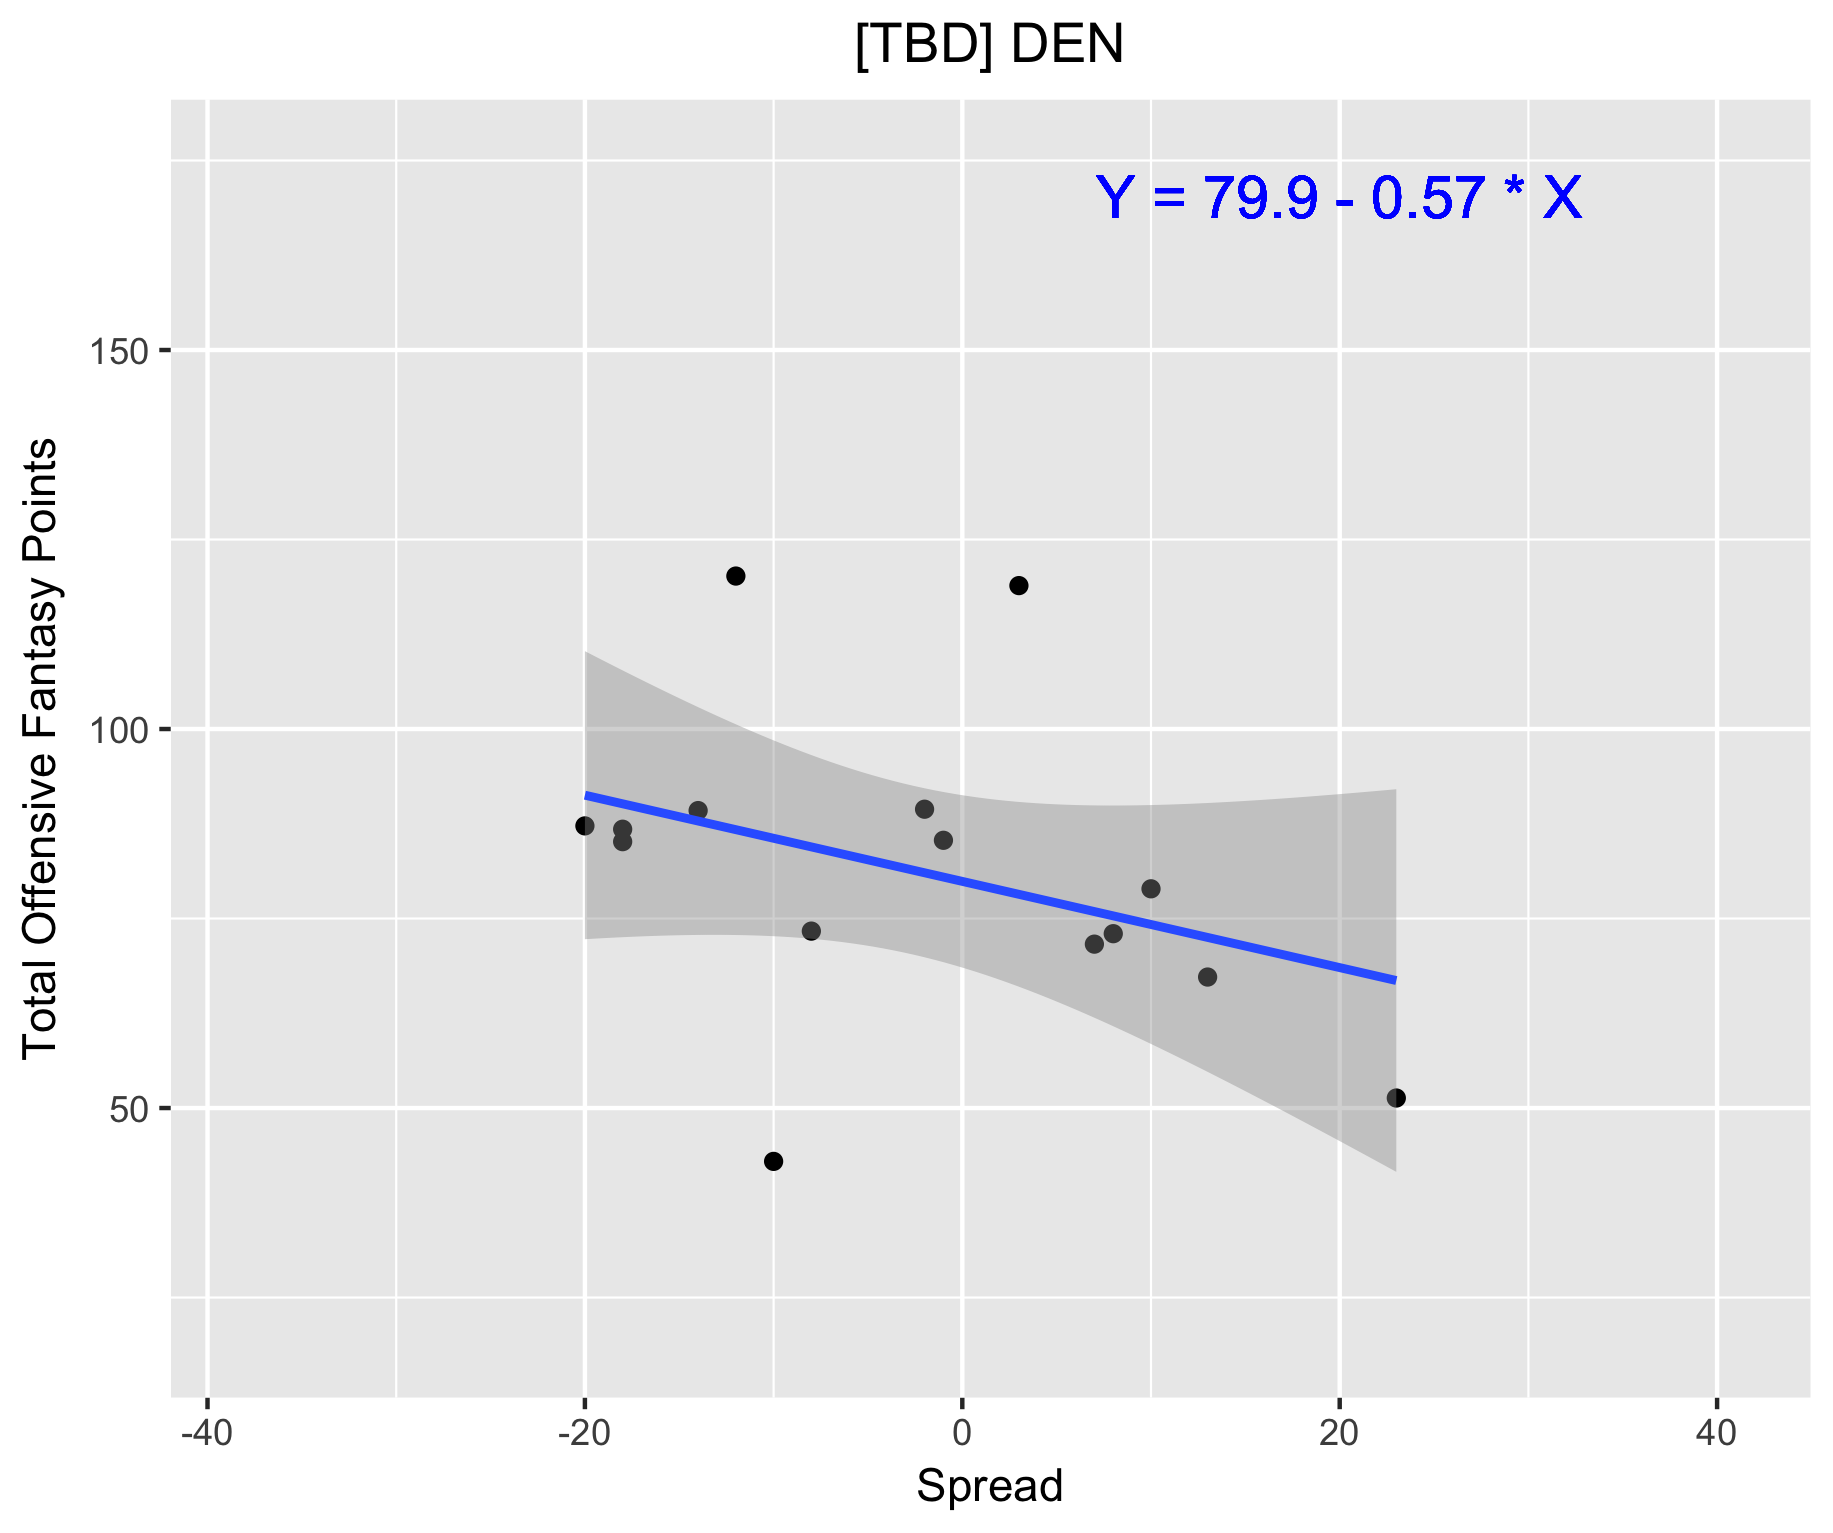 [TBD] DEN
Y = 79.9 - 0.57 * X
Total Offensive Fantasy Points
150
100
50
-40
-20
0
20
40
Spread